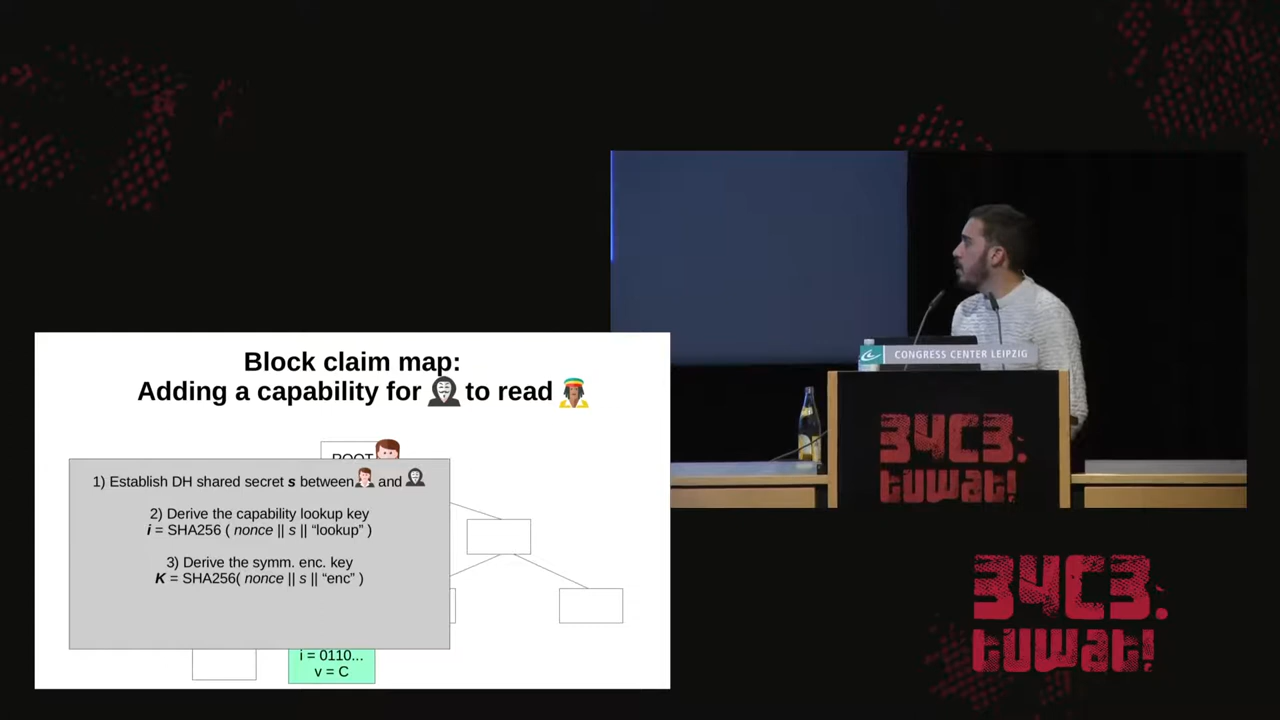 Block claim map:
Adding a capability for to read
ROOT
1) Establish DH shared secret s between and
2) Derive the capability lookup key
i = SHA256 ( nonce || s || “lookup” )
3) Derive the symm. enc. key
K = SHA256( nonce || s || “enc” )
i = 0110...
v = C
CONGRESS CENTER LEIPZIG
34C3.
tuwat!
34C3.
tuwat!